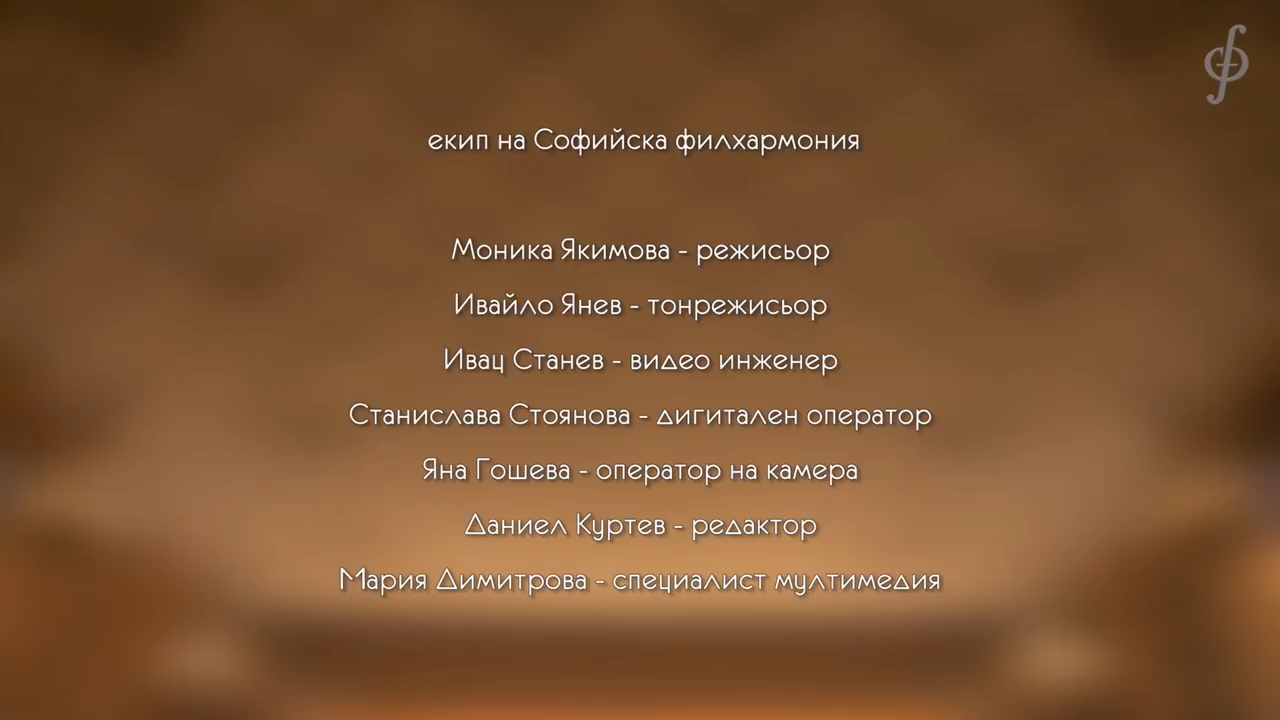 екип на Софийска филхармония
Моника Якимова - режисьор
Ивайло Янев - тонрежисьор
Ивац Станев - видео инженер
Станислава Стоянова - дигитален оператор
Яна Гошева - оператор на камера
Даниел Куртев - редактор
Мария Димитрова - специалист мултимедия